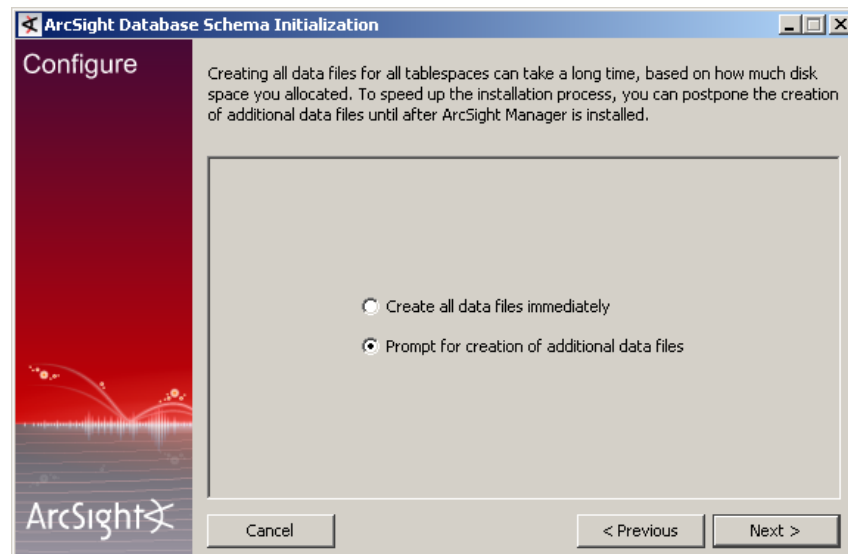 ArcSight Database Schema Initialization
Configure
Creating all data files for all tablespaces can take a long time, based on how much disk
space you allocated. To speed up the installation process, you can postpone the creation
of additional data files until after ArcSight Manager is installed.
Create all data files immediately
Prompt for creation of additional data files
ArcSight
Cancel
< Previous
Next >